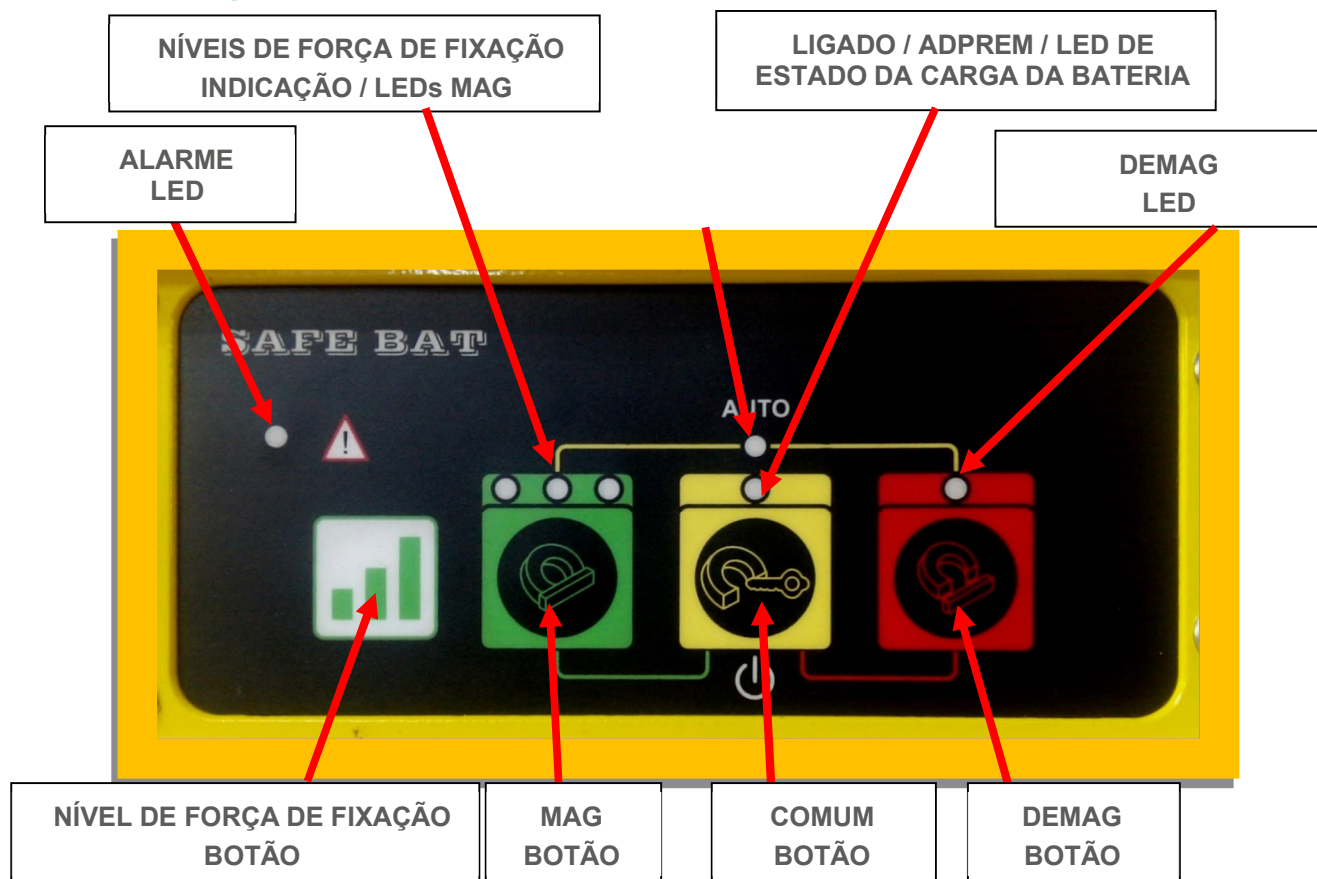 NÍVEIS DE FORÇA DE FIXAÇÃO
INDICAÇÃO / LEDs MAG
LIGADO / ADPREM / LED DE
ESTADO DA CARGA DA BATERIA
ALARME
LED
DEMAG
LED
SAFE BAT
AUTO
NÍVEL DE FORÇA DE FIXAÇÃO
BOTÃO
MAG
BOTÃO
COMUM
BOTÃO
DEMAG
BOTÃO